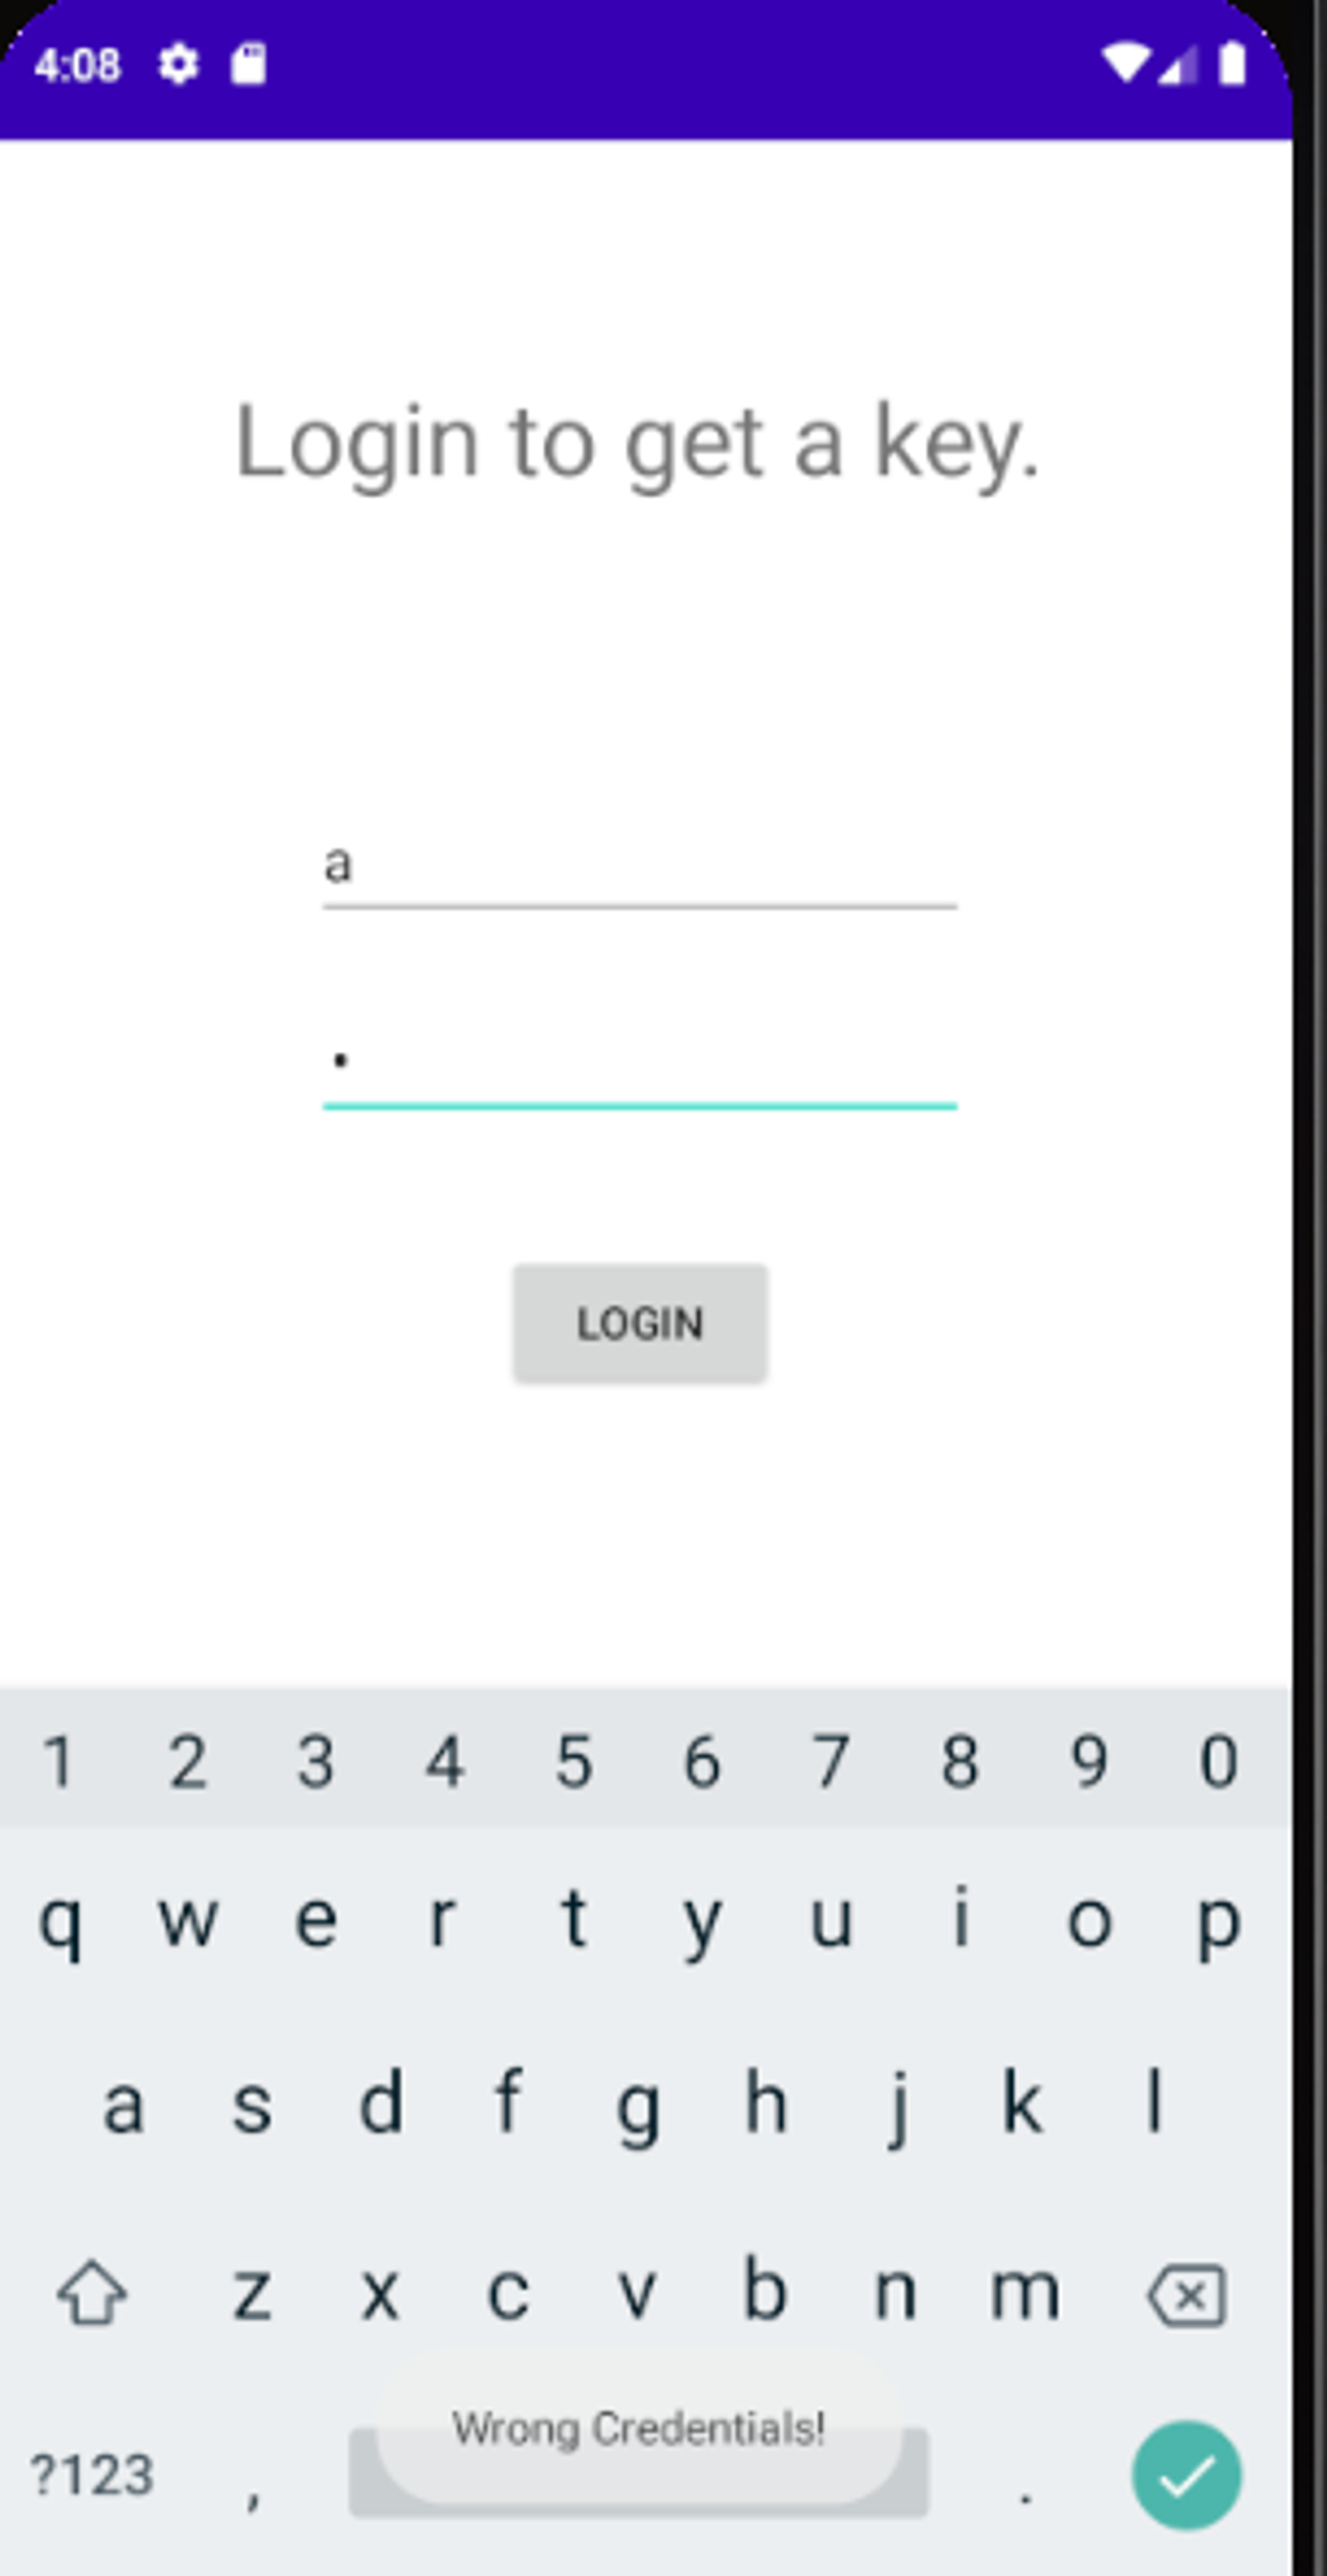 4:08
Login to get a key.
a
LOGIN
1 2 3 4 5 6 7 8 9 0
q w e r t y u i o p
a s d f g h j k l
z x c v b n m
Wrong Credentials!
?123 , .